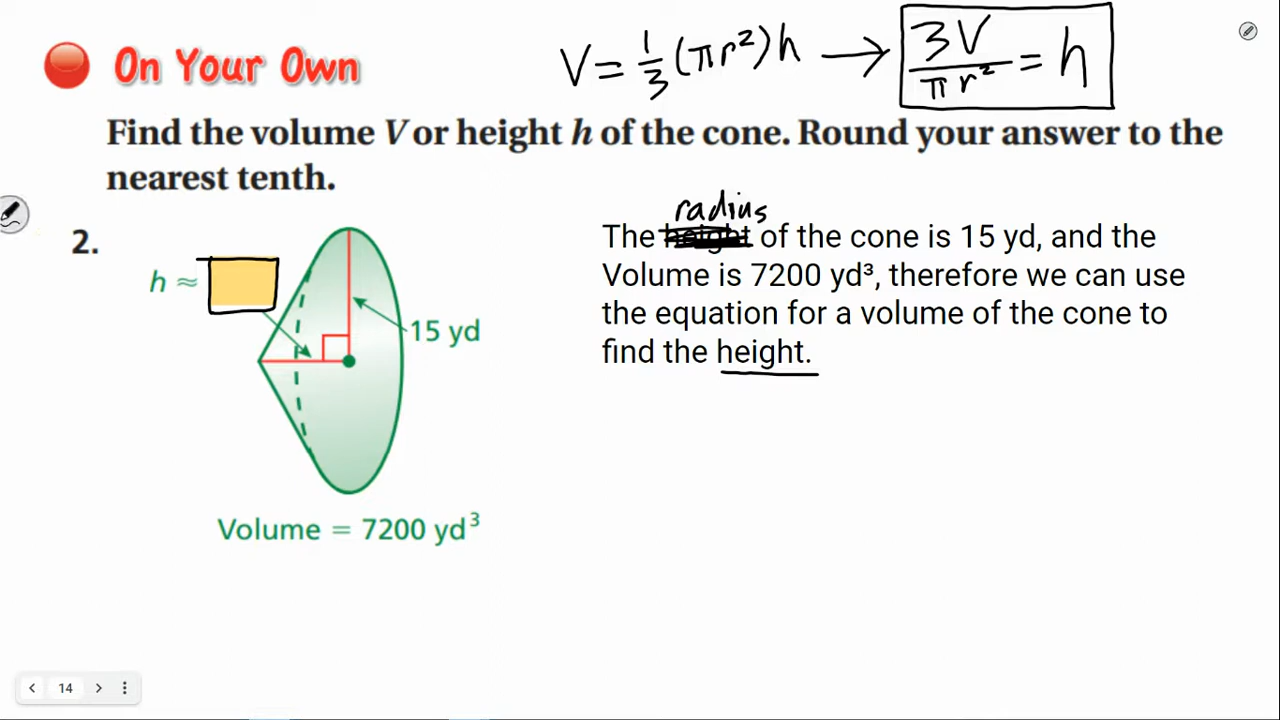 On Your Own
V = 1/3 (πr²)h → 3V/πr² = h
Find the volume V or height h of the cone. Round your answer to the
nearest tenth.
2.
h ≈
15 yd
Volume = 7200 yd³
radius
The height of the cone is 15 yd, and the
Volume is 7200 yd³, therefore we can use
the equation for a volume of the cone to
find the height.
14